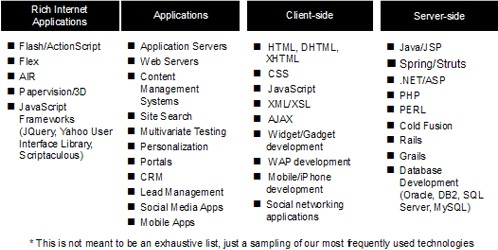 Rich Internet
Applications
Flash/ActionScript
Flex
AIR
Papervision/3D
JavaScript
Frameworks
(JQuery, Yahoo User
Interface Library,
Scriptaculous)
Applications
Application Servers
Web Servers
Content
Management
Systems
Site Search
Multivariate Testing
Personalization
Portals
CRM
Lead Management
Social Media Apps
Mobile Apps
Client-side
HTML, DHTML,
XHTML
CSS
JavaScript
XML/XSL
AJAX
Widget/Gadget
development
WAP development
Mobile/iPhone
development
Social networking
applications
Server-side
Java/JSP
Spring/Struts
.NET/ASP
PHP
PERL
Cold Fusion
Rails
Grails
Database
Development
(Oracle, DB2, SQL
Server, MySQL)
* This is not meant to be an exhaustive list, just a sampling of our most frequently used technologies